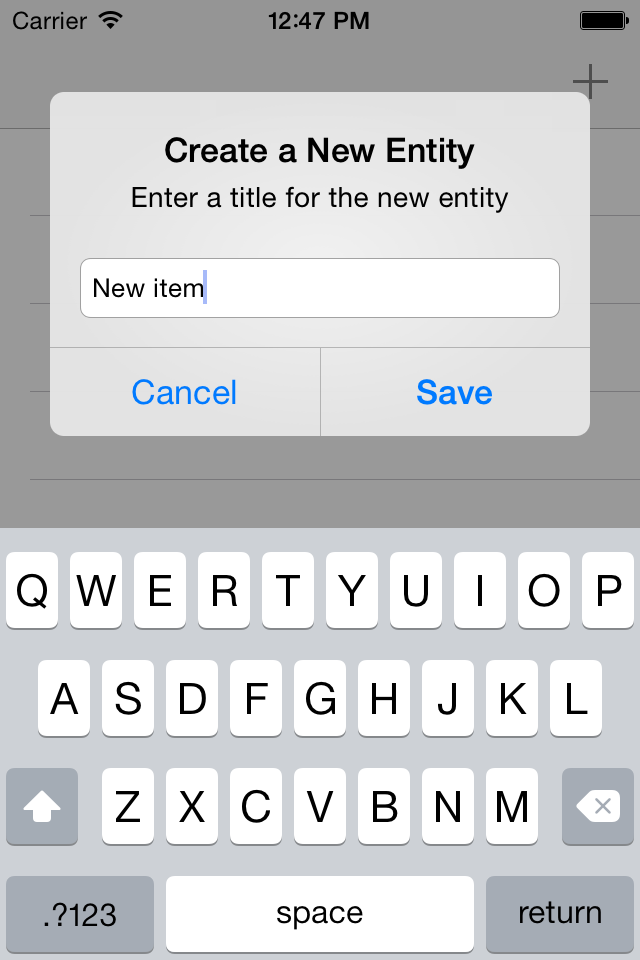 Carrier 12:47 PM
Create a New Entity
Enter a title for the new entity
New item
Cancel Save
Q W E R T Y U I O P
A S D F G H J K L
Z X C V B N M
.?123 space return